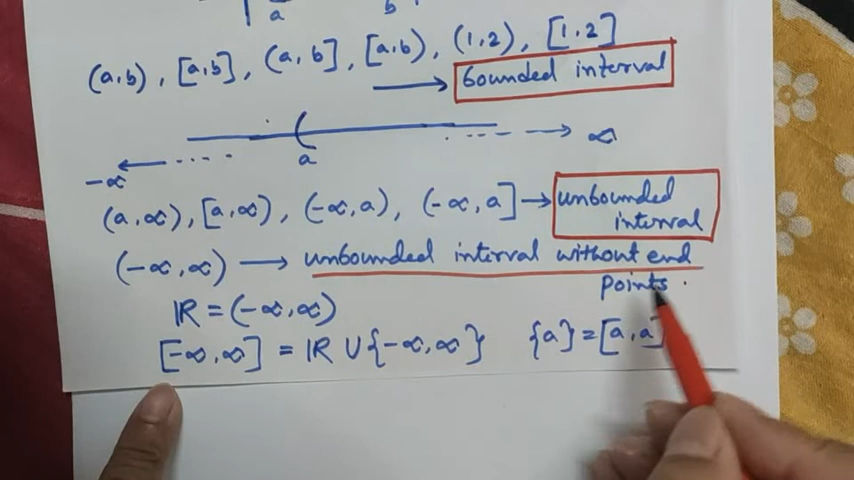 a b
(a,b), [a,b], (a,b], [a,b), (1,2), [1,2]
→ bounded interval
( → ∞
-∞ ← a
(a,∞), [a,∞), (-∞,a), (-∞,a] → unbounded interval
(-∞,∞) → unbounded interval without end points.
ℝ = (-∞,∞)
[-∞,∞] = ℝ ∪ {-∞,∞} {a} = [a,a]